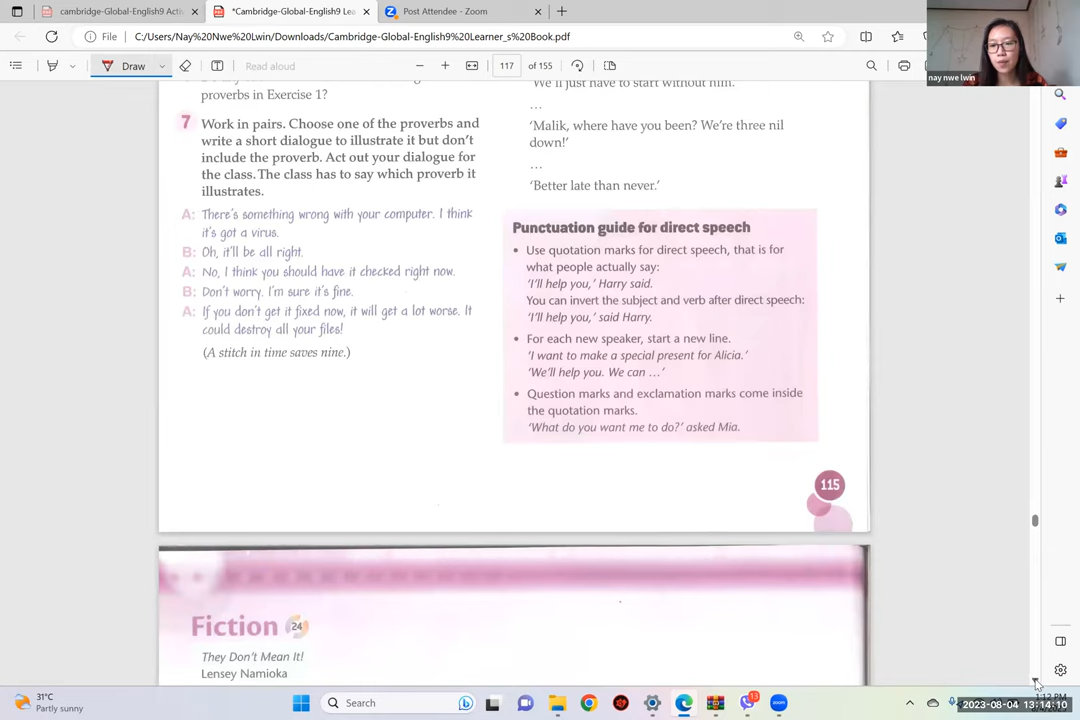 cambridge-Global-English9 Acti
*Cambridge-Global-English9 Lea
Post Attendee - Zoom
File
C:/Users/Nay%20Nwe%20Lwin/Downloads/Cambridge-Global-English9%20Learner_s%20Book.pdf
Draw
Read aloud
117
of 155
nay nwe lwin
proverbs in Exercise 1?
7 Work in pairs. Choose one of the proverbs and
write a short dialogue to illustrate it but don't
include the proverb. Act out your dialogue for
the class. The class has to say which proverb it
illustrates.
A: There's something wrong with your computer. I think
it's got a virus.
B: Oh, it'll be all right.
A: No, I think you should have it checked right now.
B: Don't worry. I'm sure it's fine.
A: If you don't get it fixed now, it will get a lot worse. It
could destroy all your files!
(A stitch in time saves nine.)
'We'll just have to start without him.'
…
'Malik, where have you been? We're three nil
down!'
…
'Better late than never.'
Punctuation guide for direct speech
• Use quotation marks for direct speech, that is for
what people actually say:
'I'll help you,' Harry said.
You can invert the subject and verb after direct speech:
'I'll help you,' said Harry.
• For each new speaker, start a new line.
'I want to make a special present for Alicia.'
'We'll help you. We can …'
• Question marks and exclamation marks come inside
the quotation marks.
'What do you want me to do?' asked Mia.
115
Fiction 24
They Don't Mean It!
Lensey Namioka
31°C
Partly sunny
Search
13
1:12 PM
2023-08-04 13:14:10